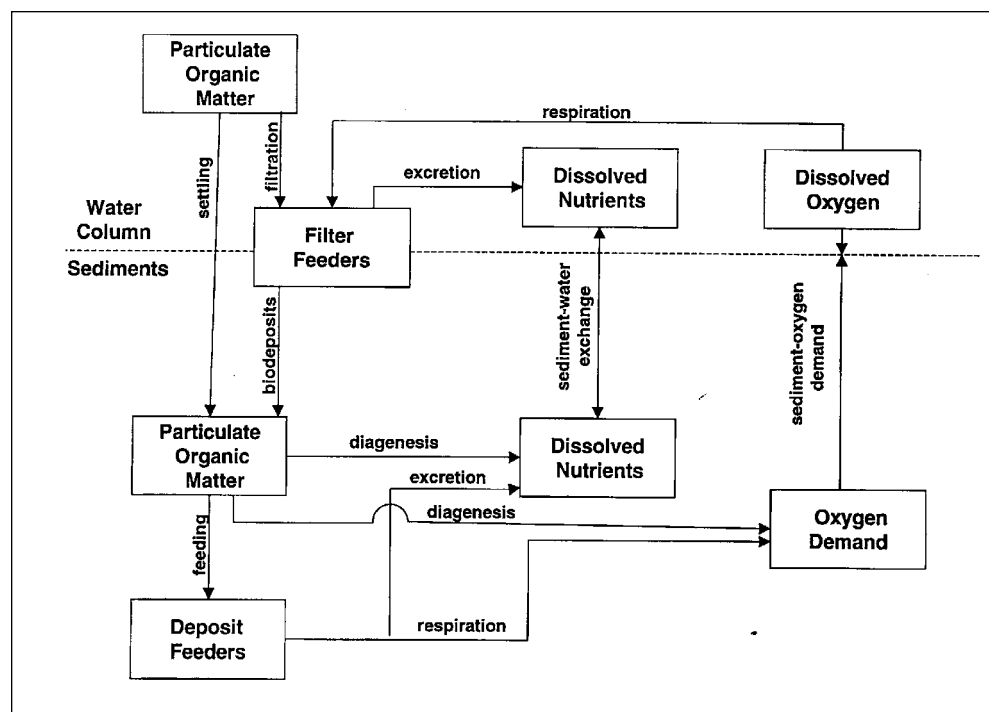 Particulate
Organic
Matter
respiration
settling
filtration
excretion
Dissolved
Nutrients
Dissolved
Oxygen
Water
Column
Filter
Feeders
Sediments
biodeposits
sediment-water
exchange
sediment-oxygen
demand
Particulate
Organic
Matter
diagenesis
Dissolved
Nutrients
excretion
diagenesis
Oxygen
Demand
feeding
Deposit
Feeders
respiration